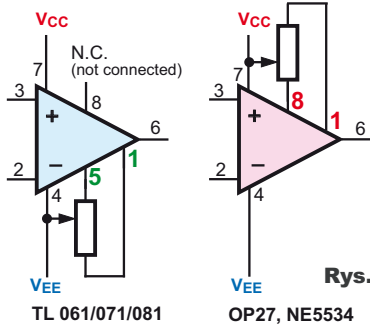 VCC
N.C.
(not connected)
7
8
3
+
6
−
2
5
1
4
VEE
TL 061/071/081
VCC
7
8
1
3
+
6
−
2
4
VEE
OP27, NE5534
Rys.